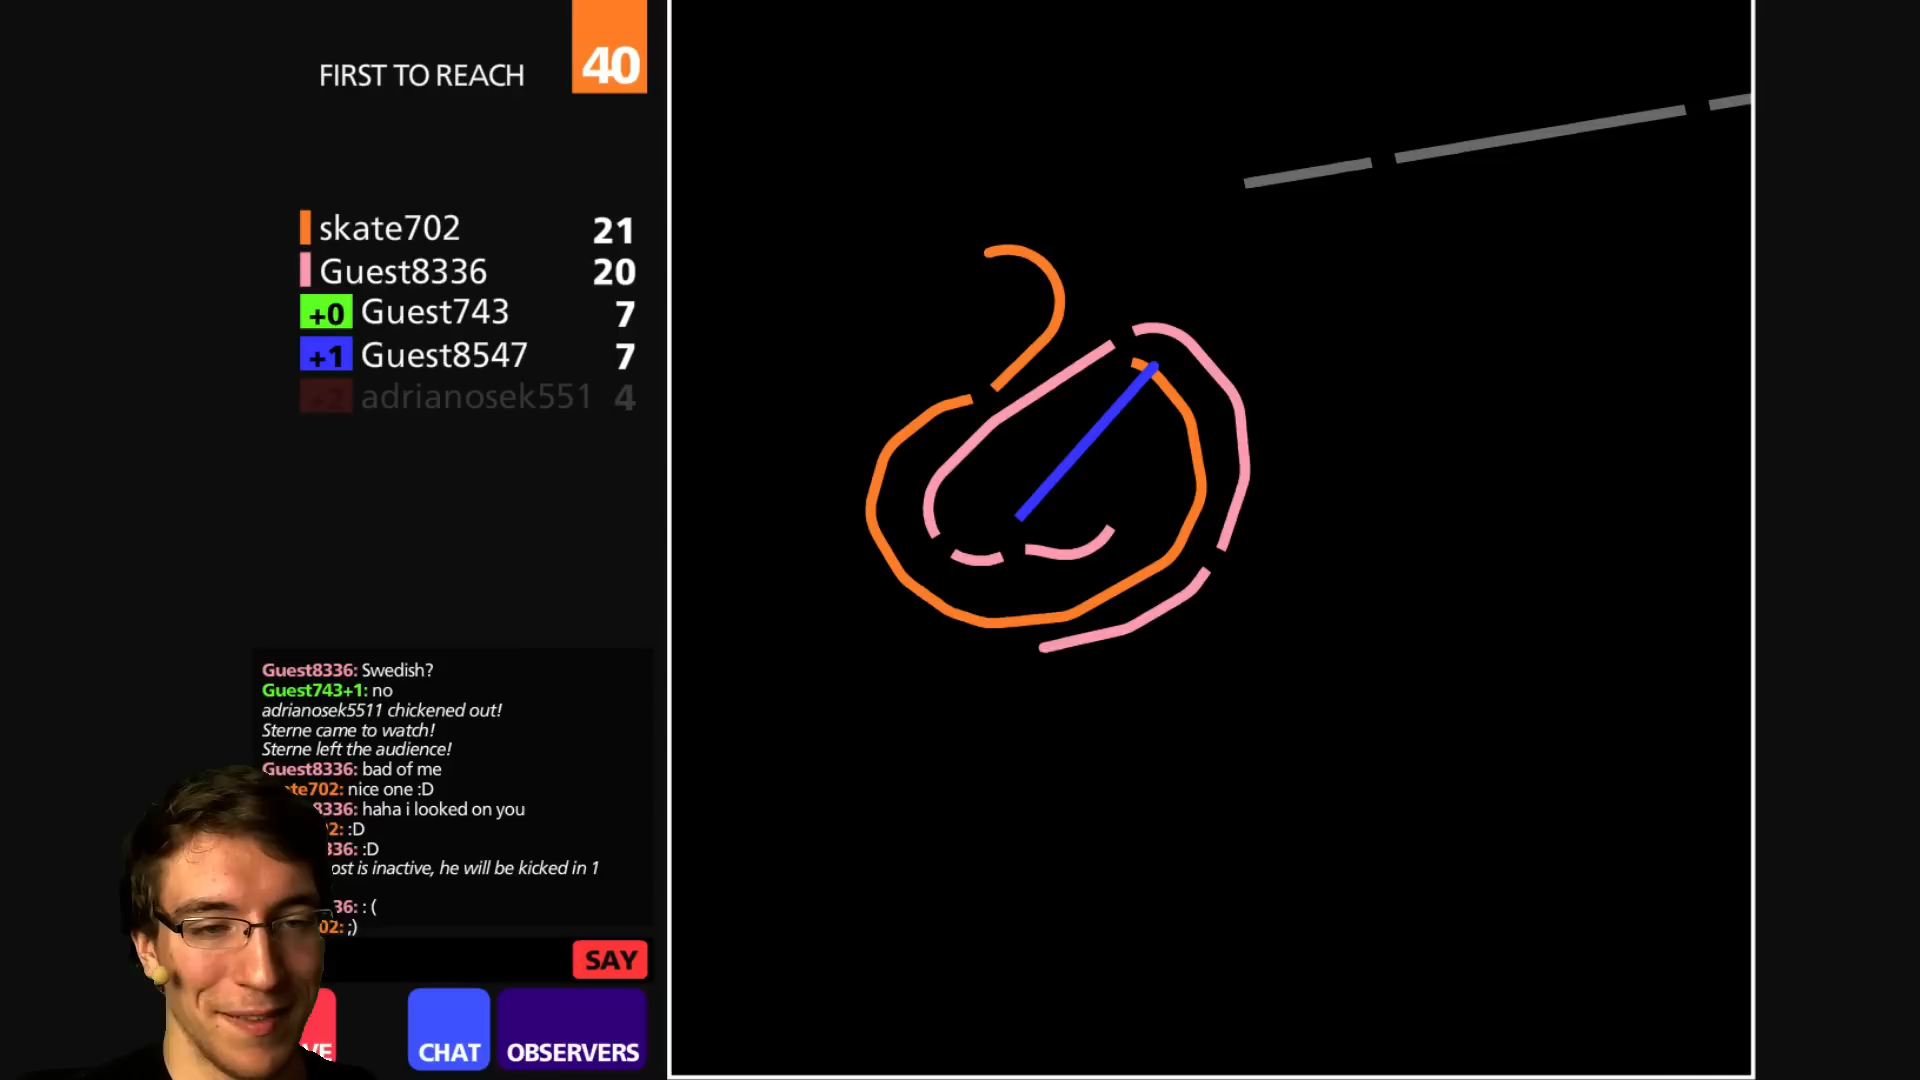 FIRST TO REACH
40
skate702 21
Guest8336 20
+0 Guest743 7
+1 Guest8547 7
adrianosek551 4
Guest8336: Swedish?
Guest743+1: no
adrianosek5511 chickened out!
Sterne came to watch!
Sterne left the audience!
Guest8336: bad of me
ate702: nice one :D
8336: haha i looked on you
2: :D
336: :D
ost is inactive, he will be kicked in 1
36: : (
02: ;)
SAY
VE
CHAT
OBSERVERS